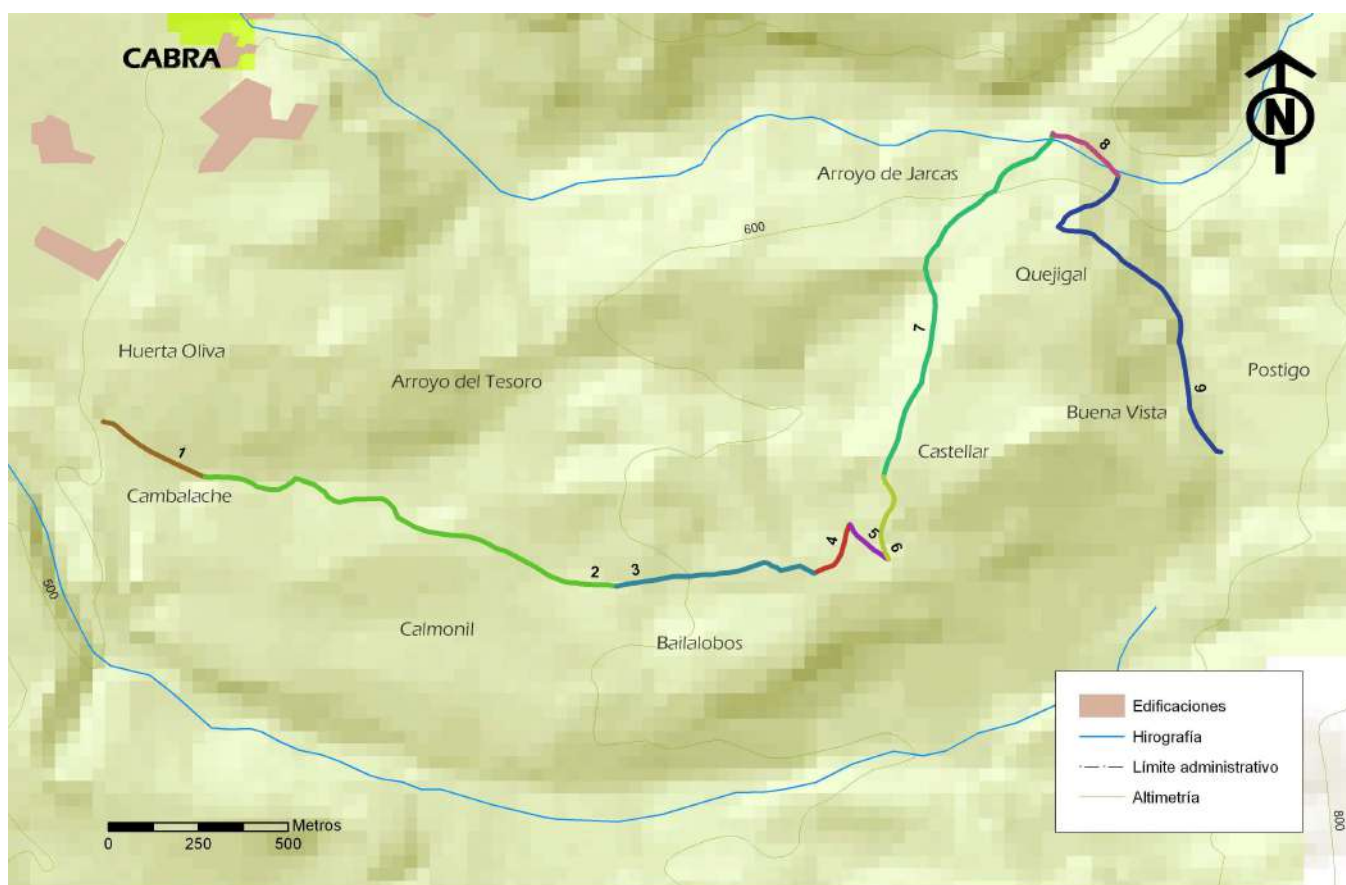 CABRA
N
Arroyo de Jarcas
8
600
Quejigal
7
Huerta Oliva
Arroyo del Tesoro
Postigo
9
Buena Vista
1
Castellar
Cambalache
4
5
6
2
3
500
Calmonil
Bailalobos
Edificaciones
Hirografía
Límite administrativo
Altimetría
Metros
0
250
500
800